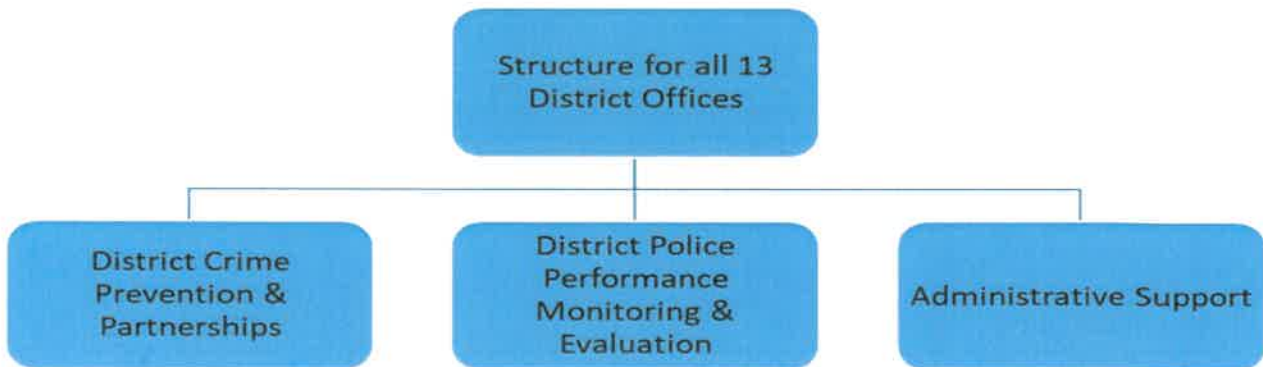 Structure for all 13
District Offices
District Crime
Prevention &
Partnerships
District Police
Performance
Monitoring &
Evaluation
Administrative Support